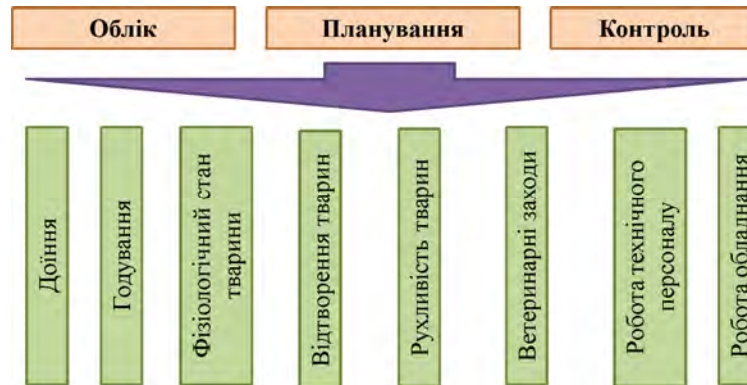 Облік
Планування
Контроль
Доїння
Годування
Фізіологічний стан
тварини
Відтворення тварин
Рухливість тварин
Ветеринарні заходи
Робота технічного
персоналу
Робота обладнання